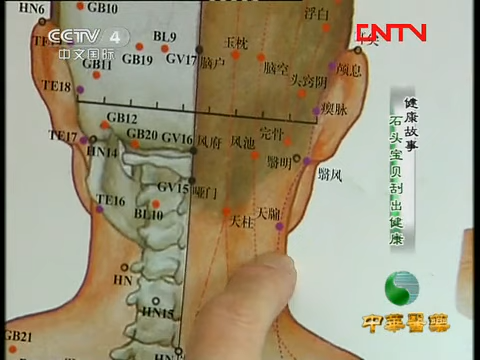 CCTV 4
中文国际
CNTN
HN6
GB10
浮白
TE
BL9
玉枕
GB19
GV17
脑户
脑空
颅息
GB11
头窍阴
TE18
瘈脉
GB12
TE17
GB20
GV16
风府
风池
完骨
HN14
翳明
翳风
GV15
哑门
TE16
BL10
天柱
天牖
HN
HN15
HN
GB21
健康故事
石头宝贝刮出健康
中華醫藥